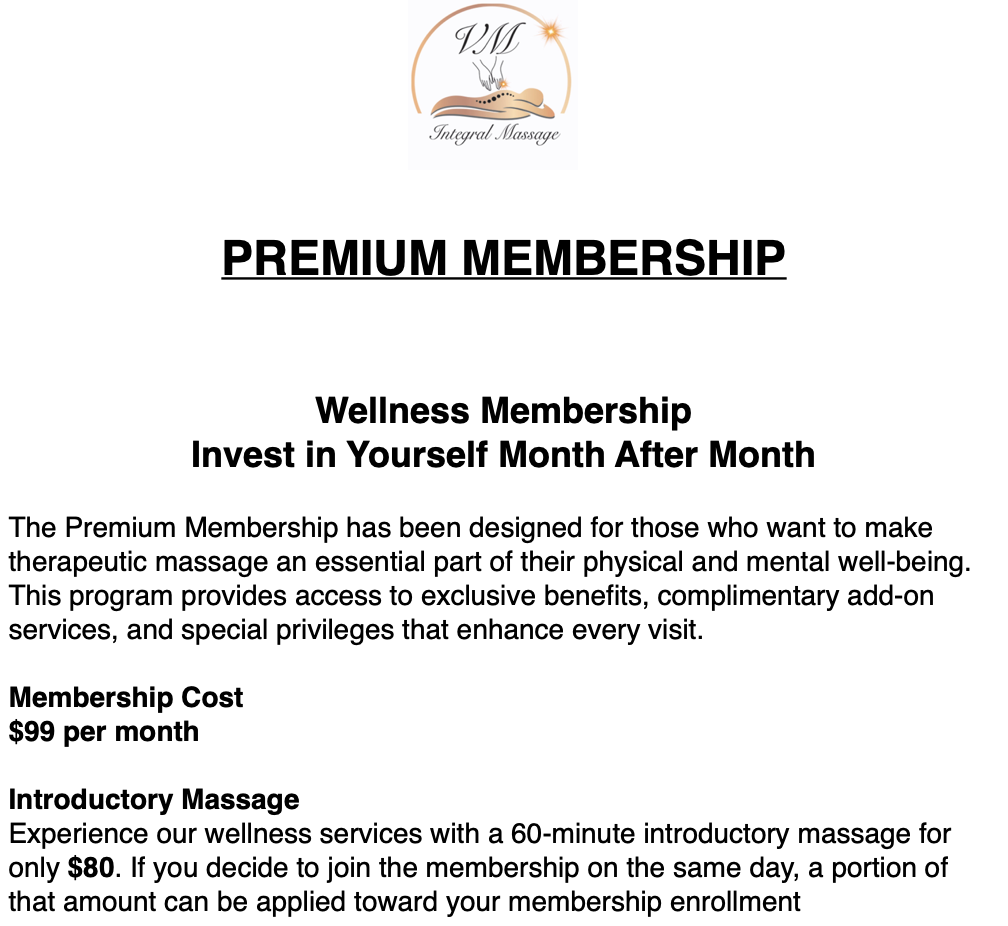 VM
Integral Massage
PREMIUM MEMBERSHIP
Wellness Membership
Invest in Yourself Month After Month
The Premium Membership has been designed for those who want to make
therapeutic massage an essential part of their physical and mental well-being.
This program provides access to exclusive benefits, complimentary add-on
services, and special privileges that enhance every visit.
Membership Cost
$99 per month
Introductory Massage
Experience our wellness services with a 60-minute introductory massage for
only $80. If you decide to join the membership on the same day, a portion of
that amount can be applied toward your membership enrollment